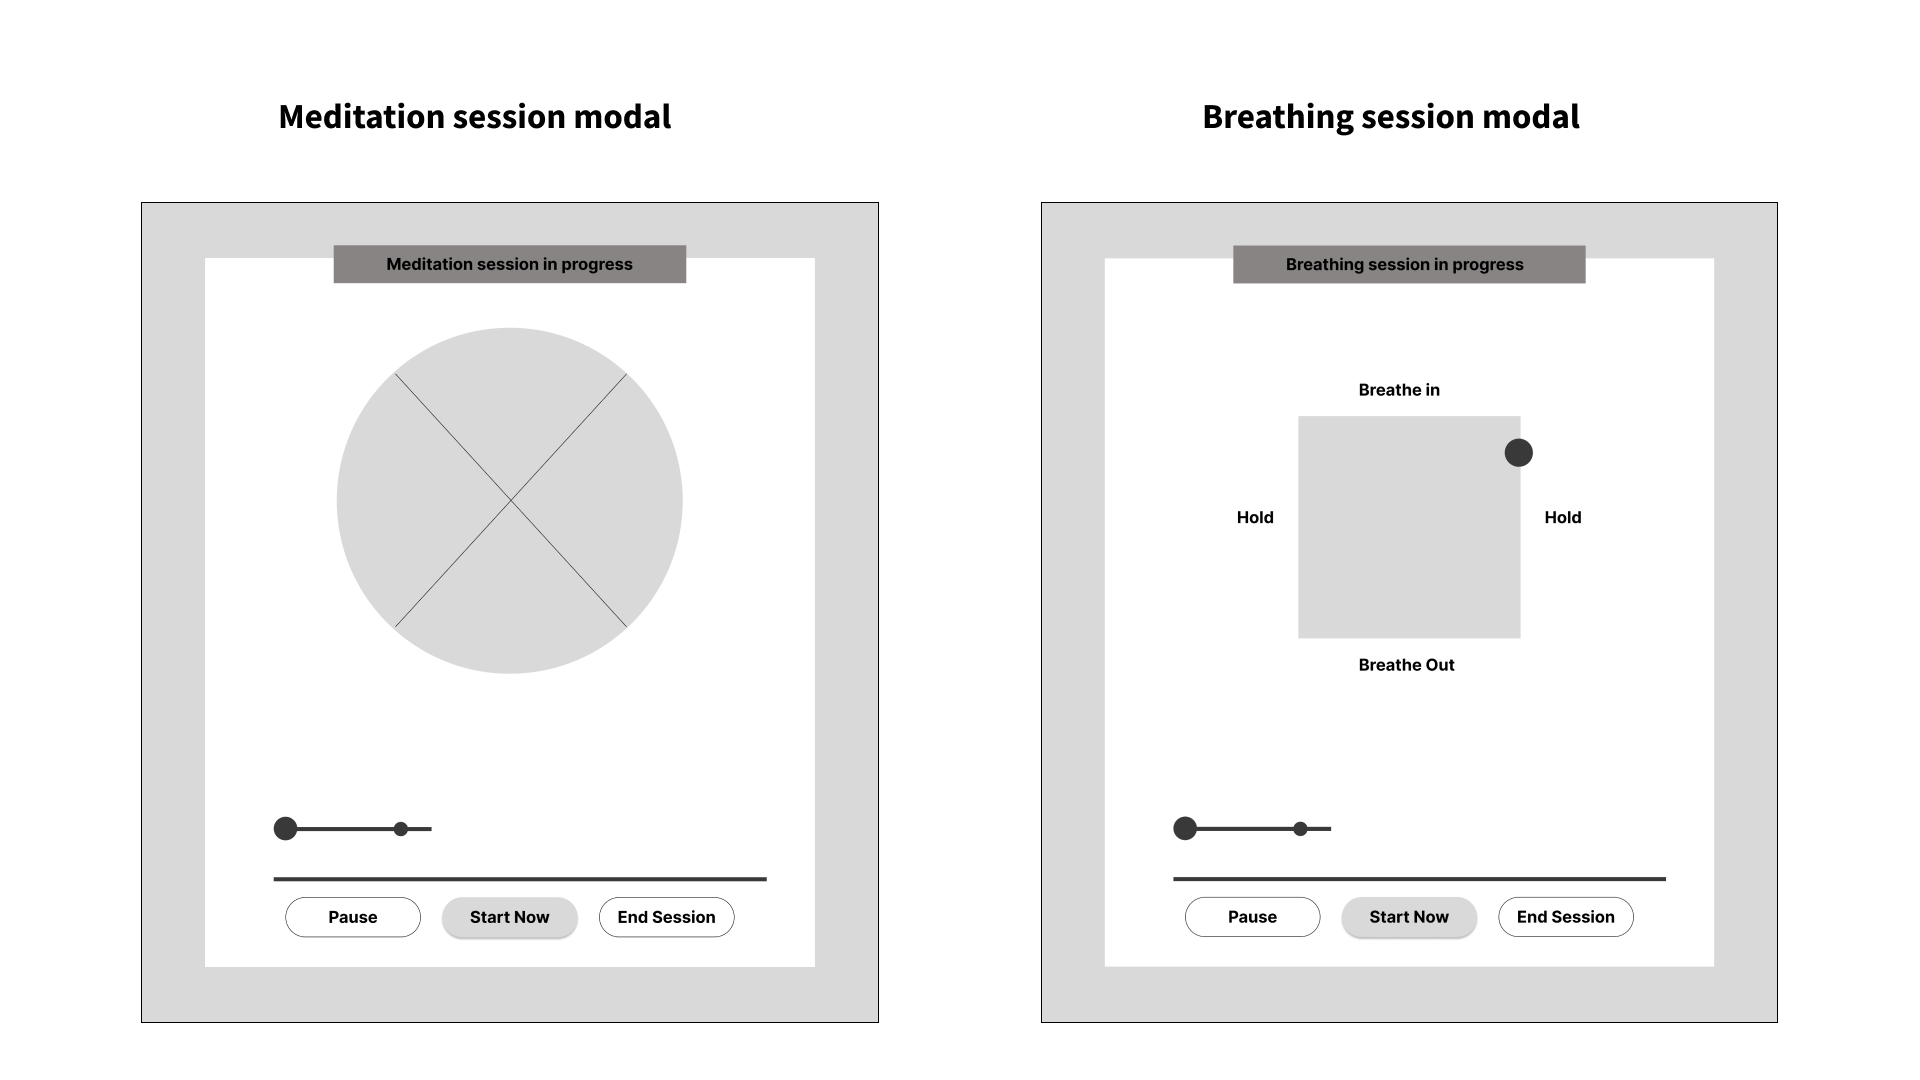 Meditation session modal
Breathing session modal
Meditation session in progress
Pause
Start Now
End Session
Breathing session in progress
Breathe in
Hold
Hold
Breathe Out
Pause
Start Now
End Session